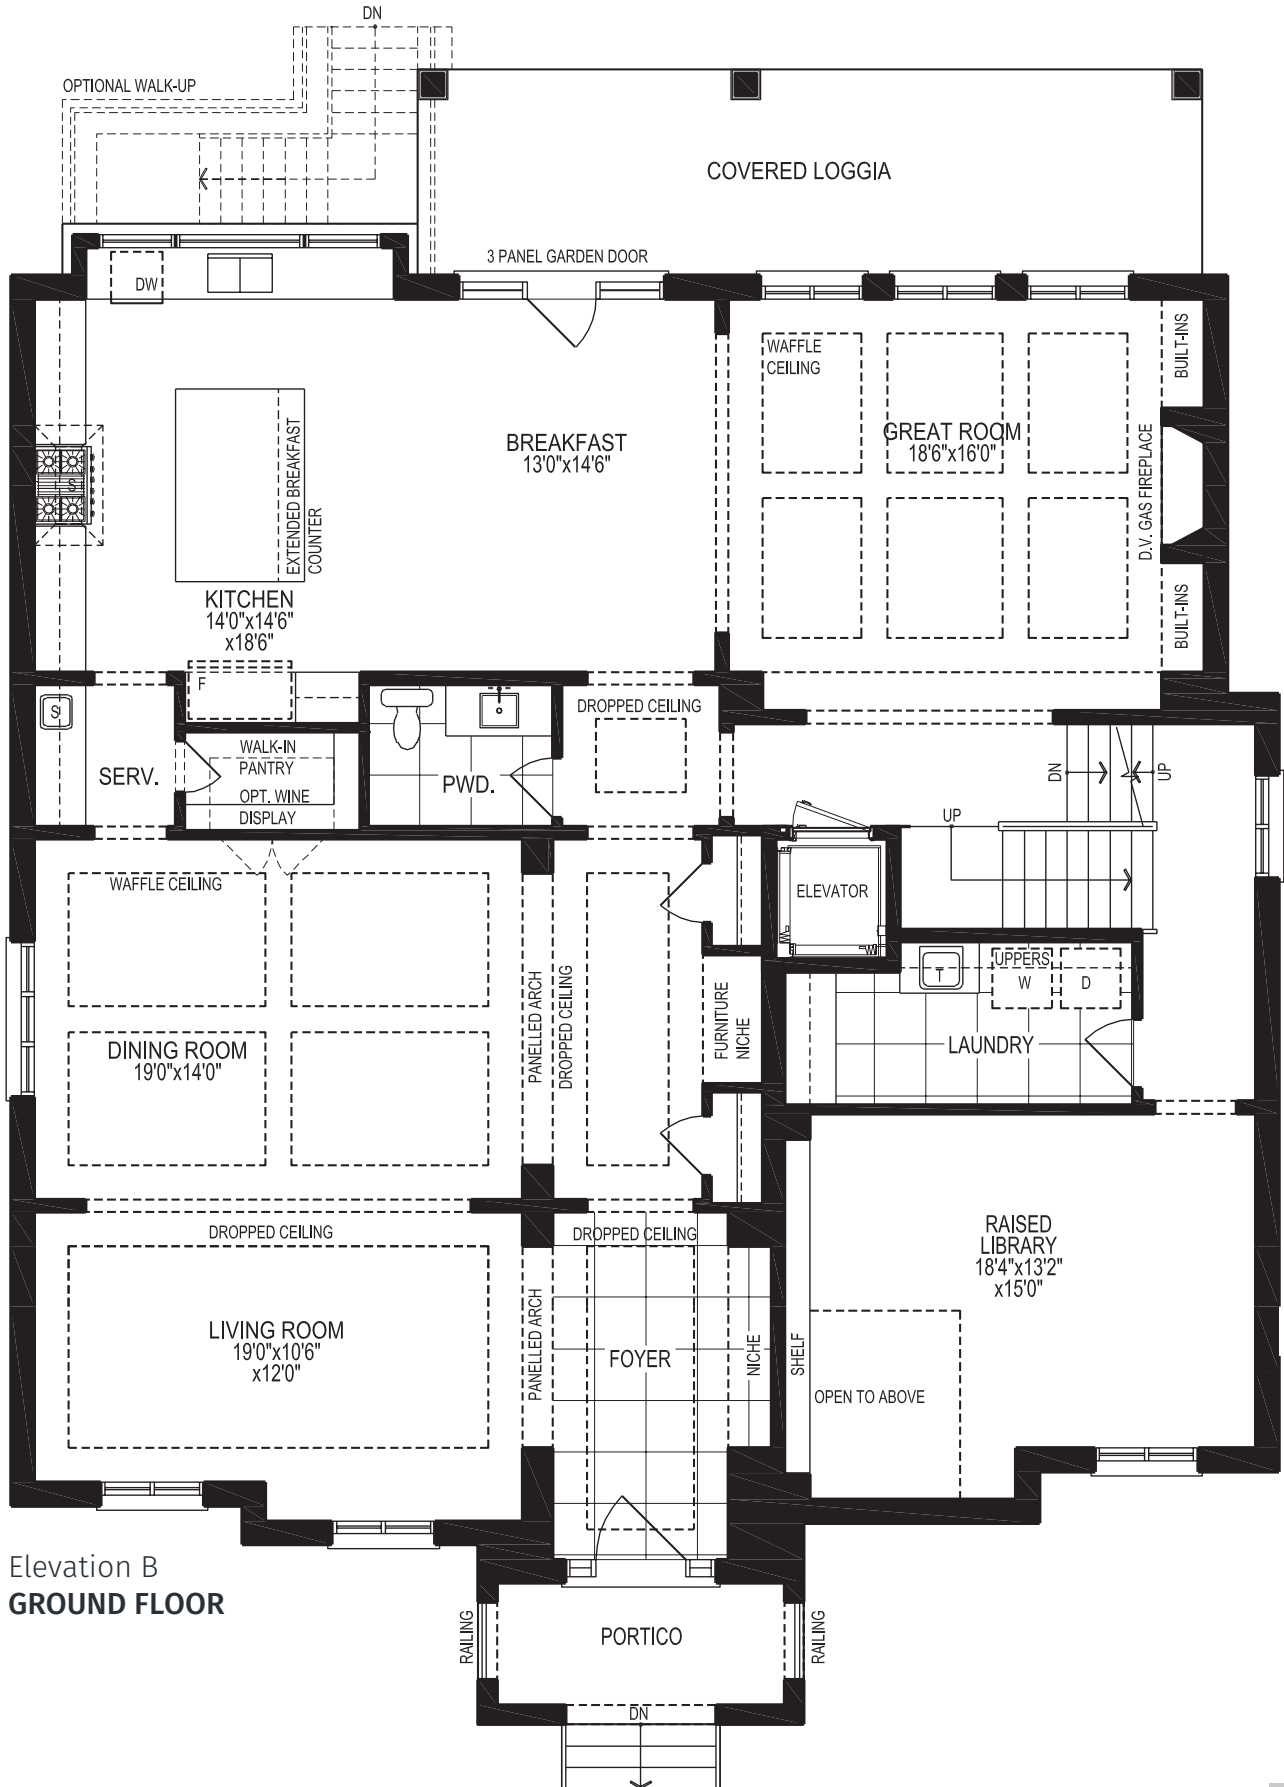 DN
OPTIONAL WALK-UP
COVERED LOGGIA
3 PANEL GARDEN DOOR
DW
WAFFLE
CEILING
BUILT-INS
BREAKFAST
13'0"x14'6"
GREAT ROOM
18'6"x16'0"
D.V. GAS FIREPLACE
S
EXTENDED BREAKFAST
COUNTER
KITCHEN
14'0"x14'6"
x18'6"
BUILT-INS
F
S
DROPPED CEILING
SERV.
WALK-IN
PANTRY
OPT. WINE
DISPLAY
PWD.
DN
UP
UP
WAFFLE CEILING
ELEVATOR
PANELLED ARCH
DROPPED CEILING
FURNITURE
NICHE
T
UPPERS
W
D
LAUNDRY
DINING ROOM
19'0"x14'0"
DROPPED CEILING
DROPPED CEILING
RAISED
LIBRARY
18'4"x13'2"
x15'0"
LIVING ROOM
19'0"x10'6"
x12'0"
PANELLED ARCH
FOYER
NICHE
SHELF
OPEN TO ABOVE
Elevation B
GROUND FLOOR
RAILING
PORTICO
RAILING
DN